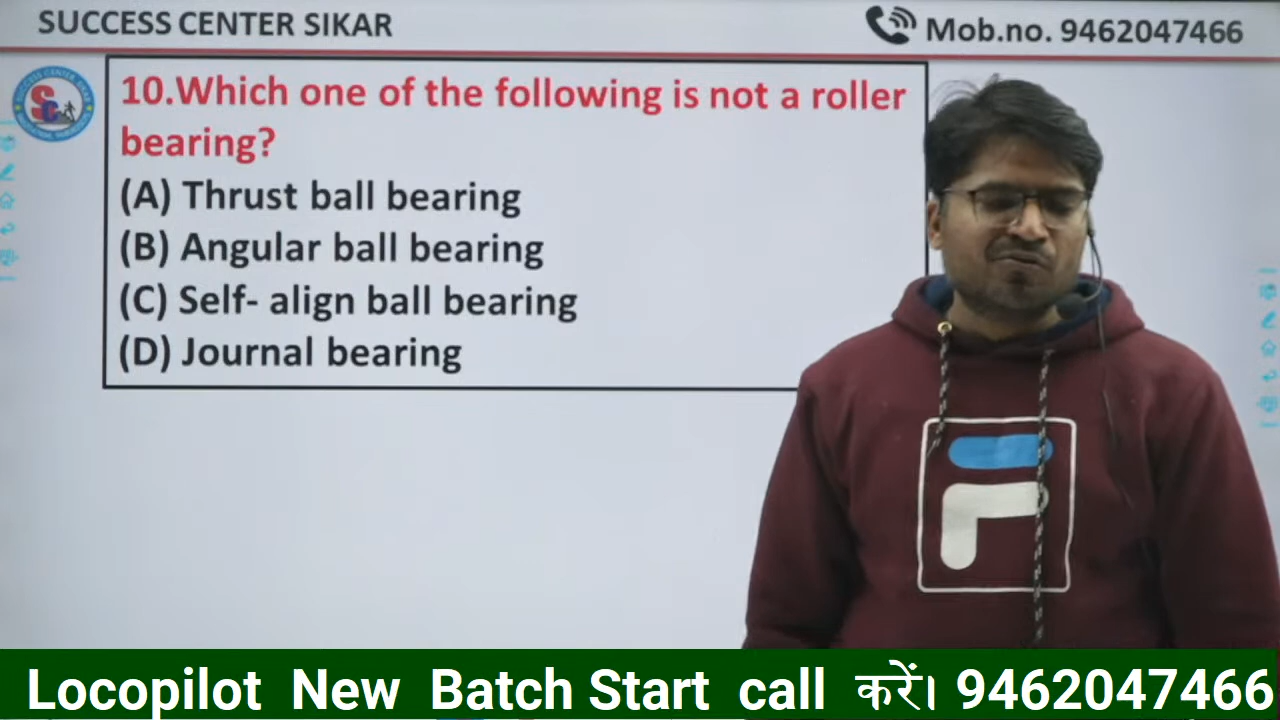 SUCCESS CENTER SIKAR
Mob.no. 9462047466
10.Which one of the following is not a roller
bearing?
(A) Thrust ball bearing
(B) Angular ball bearing
(C) Self- align ball bearing
(D) Journal bearing
Locopilot New Batch Start call करें। 9462047466